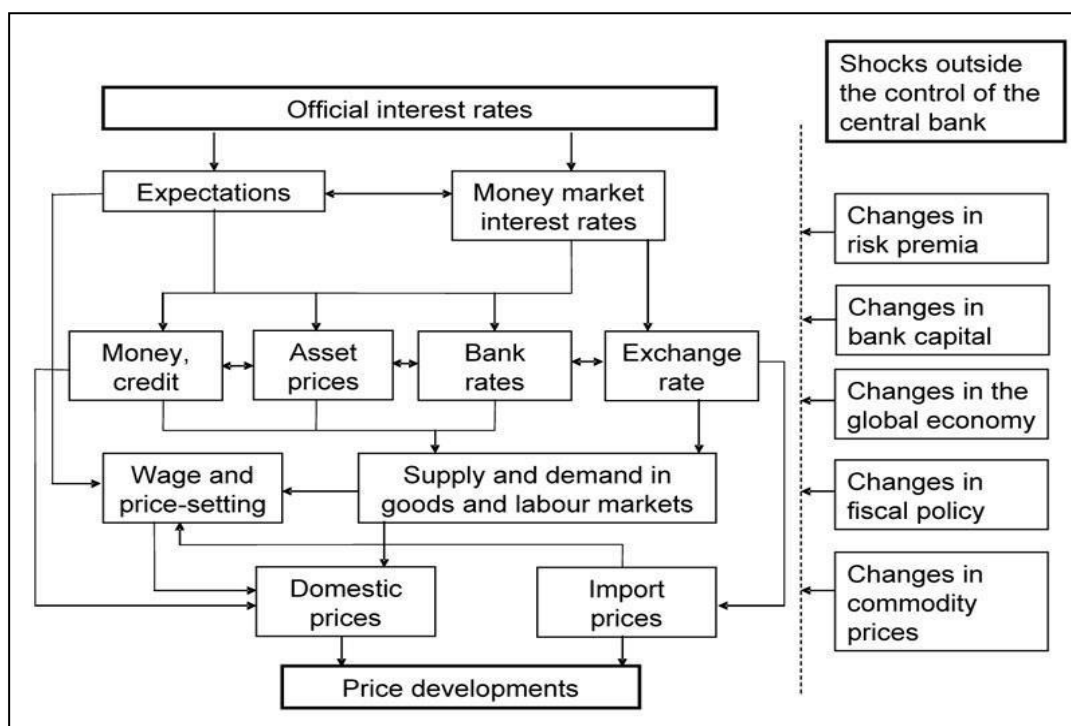 Official interest rates
Expectations
Money market
interest rates
Money,
credit
Asset
prices
Bank
rates
Exchange
rate
Wage and
price-setting
Supply and demand in
goods and labour markets
Domestic
prices
Import
prices
Price developments
Shocks outside
the control of the
central bank
Changes in
risk premia
Changes in
bank capital
Changes in the
global economy
Changes in
fiscal policy
Changes in
commodity
prices